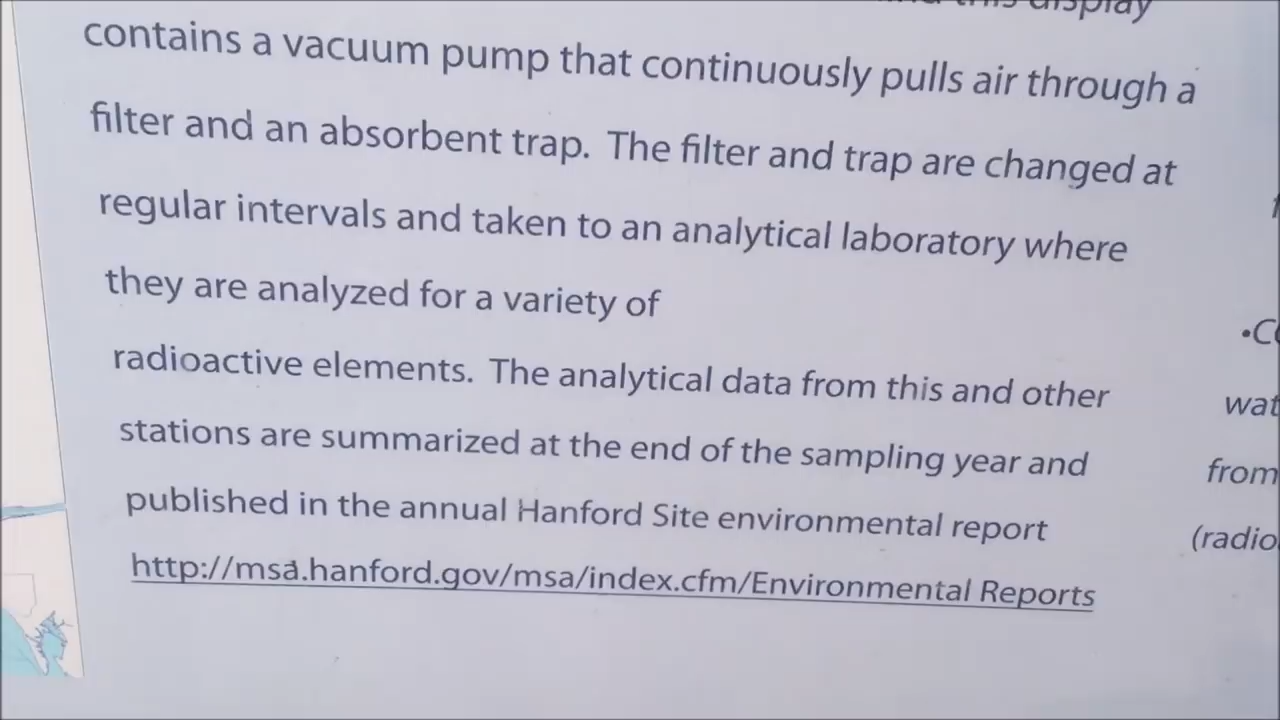 this display
contains a vacuum pump that continuously pulls air through a
filter and an absorbent trap. The filter and trap are changed at
regular intervals and taken to an analytical laboratory where
they are analyzed for a variety of
radioactive elements. The analytical data from this and other
stations are summarized at the end of the sampling year and
published in the annual Hanford Site environmental report
http://msa.hanford.gov/msa/index.cfm/Environmental Reports
from